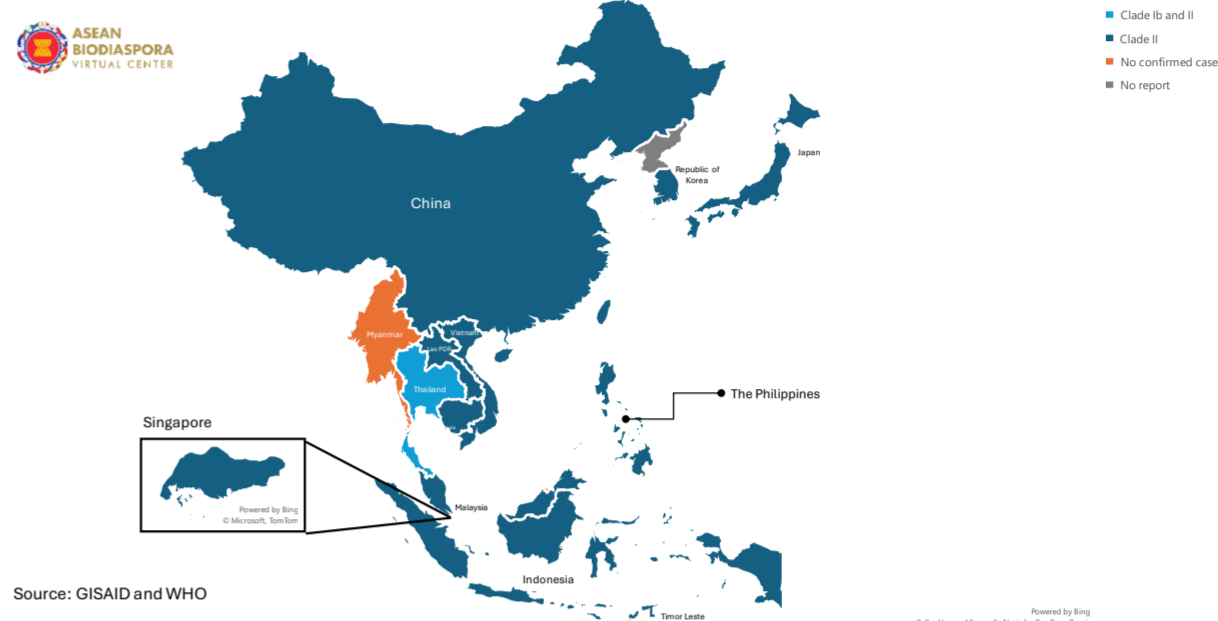 ASEAN
BIODIASPORA
VIRTUAL CENTER
Clade Ib and II
Clade II
No confirmed case
No report
Japan
Republic of
Korea
China
Myanmar
Vietnam
Lao PDR
Thailand
The Philippines
Singapore
Powered by Bing
© Microsoft, TomTom
Malaysia
Indonesia
Source: GISAID and WHO
Timor Leste
Powered by Bing